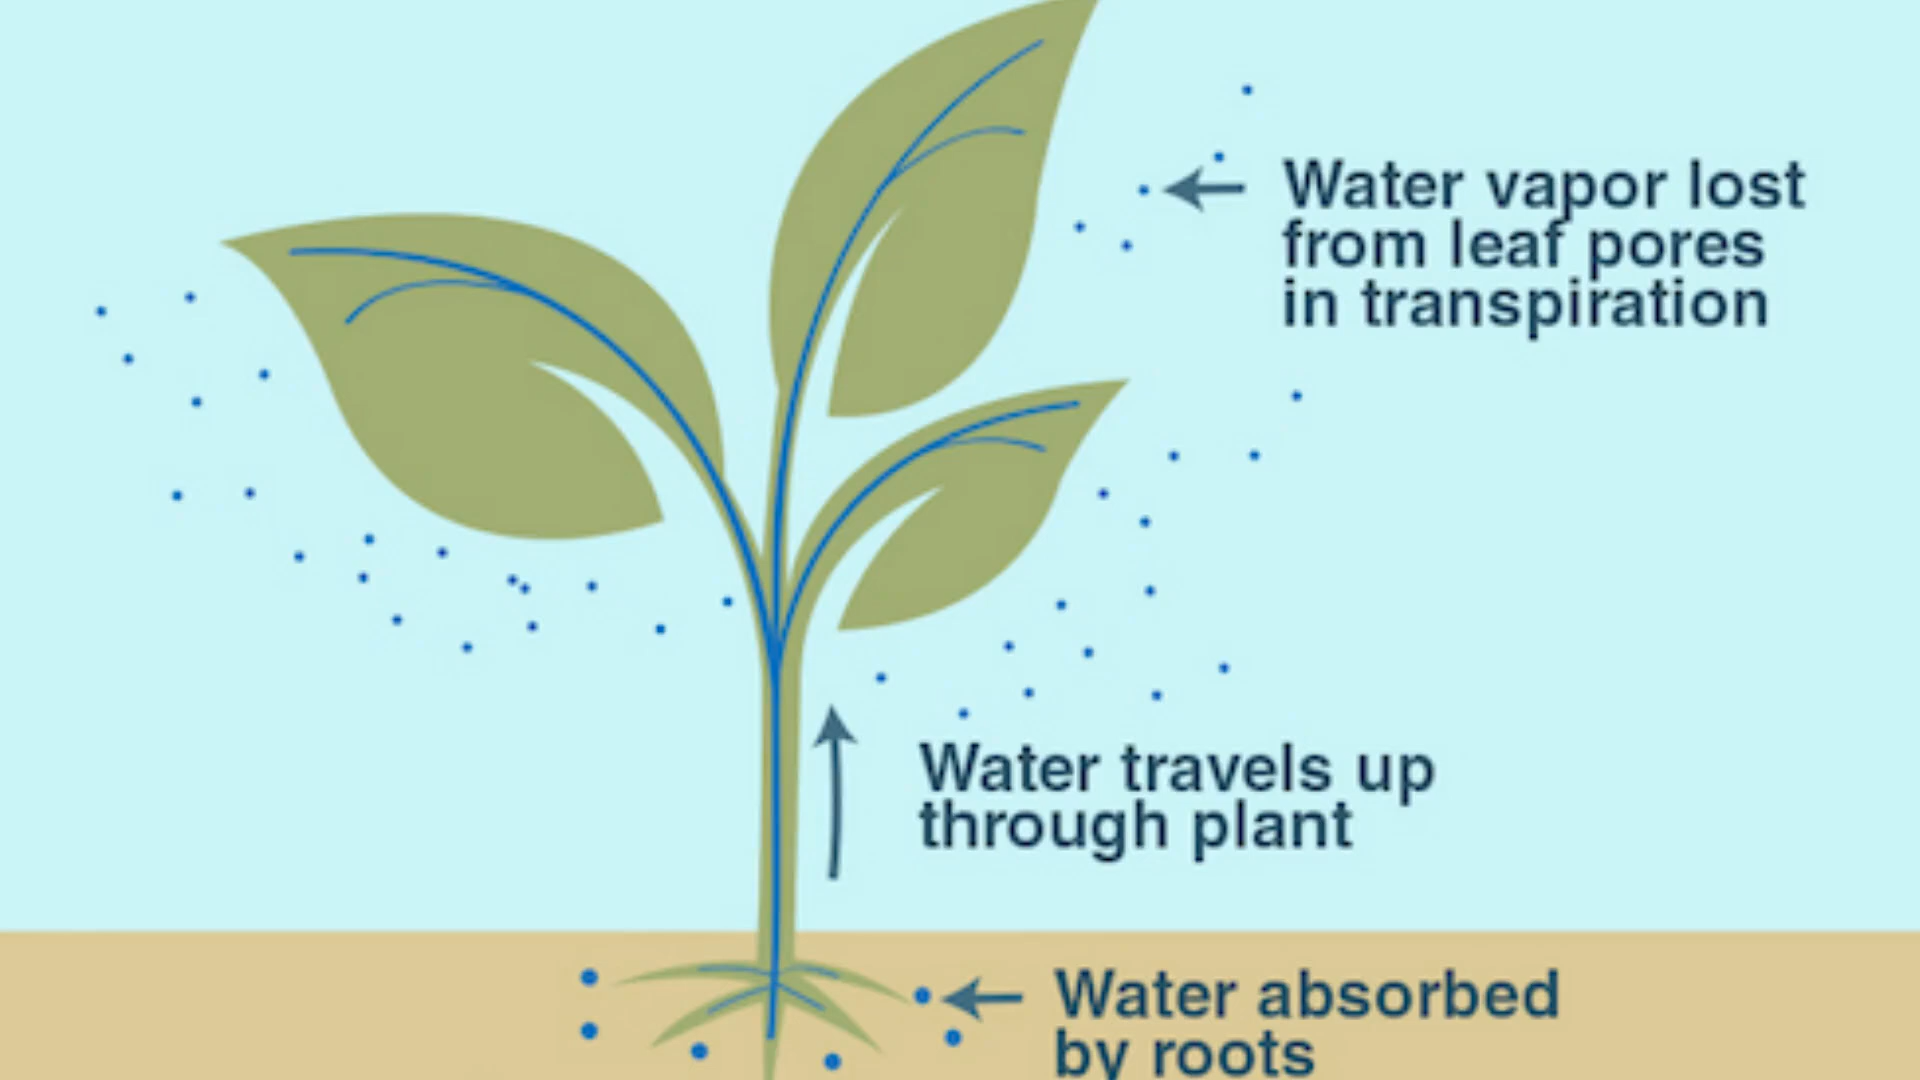 Water vapor lost
from leaf pores
in transpiration
Water travels up
through plant
Water absorbed
by roots